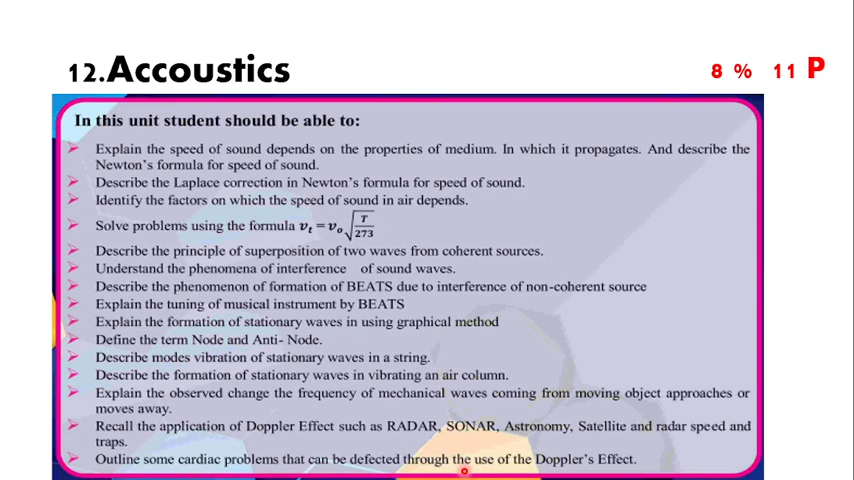 12.Accoustics
8 % 11 P
In this unit student should be able to:
➢ Explain the speed of sound depends on the properties of medium. In which it propagates. And describe the
Newton's formula for speed of sound.
➢ Describe the Laplace correction in Newton's formula for speed of sound.
➢ Identify the factors on which the speed of sound in air depends.
➢ Solve problems using the formula vₜ = vₒ √(T/273)
➢ Describe the principle of superposition of two waves from coherent sources.
➢ Understand the phenomena of interference of sound waves.
➢ Describe the phenomenon of formation of BEATS due to interference of non-coherent source
➢ Explain the tuning of musical instrument by BEATS
➢ Explain the formation of stationary waves in using graphical method
➢ Define the term Node and Anti- Node.
➢ Describe modes vibration of stationary waves in a string.
➢ Describe the formation of stationary waves in vibrating an air column.
➢ Explain the observed change the frequency of mechanical waves coming from moving object approaches or
moves away.
➢ Recall the application of Doppler Effect such as RADAR, SONAR, Astronomy, Satellite and radar speed and
traps.
➢ Outline some cardiac problems that can be defected through the use of the Doppler's Effect.